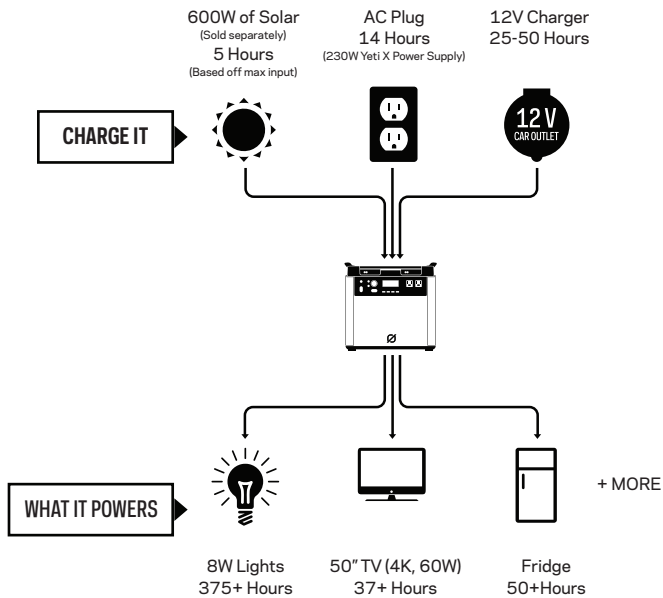 600W of Solar
(Sold separately)
5 Hours
(Based off max input)
AC Plug
14 Hours
(230W Yeti X Power Supply)
12V Charger
25-50 Hours
CHARGE IT
12 V
CAR OUTLET
WHAT IT POWERS
+ MORE
8W Lights
375+ Hours
50" TV (4K, 60W)
37+ Hours
Fridge
50+Hours